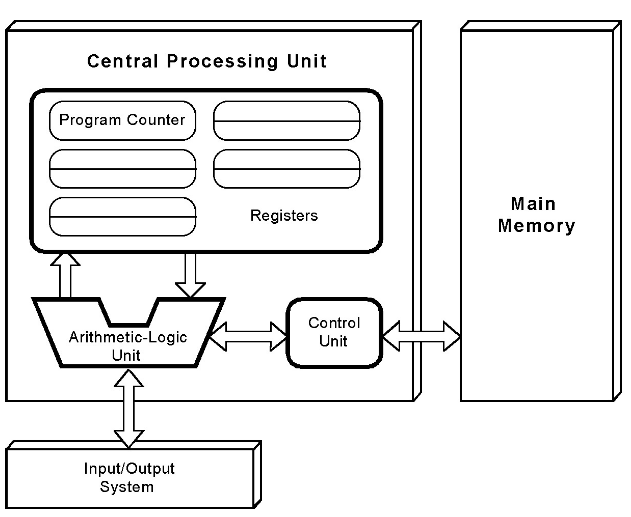 Central Processing Unit
Program Counter
Registers
Main
Memory
Arithmetic-Logic
Unit
Control
Unit
Input/Output
System